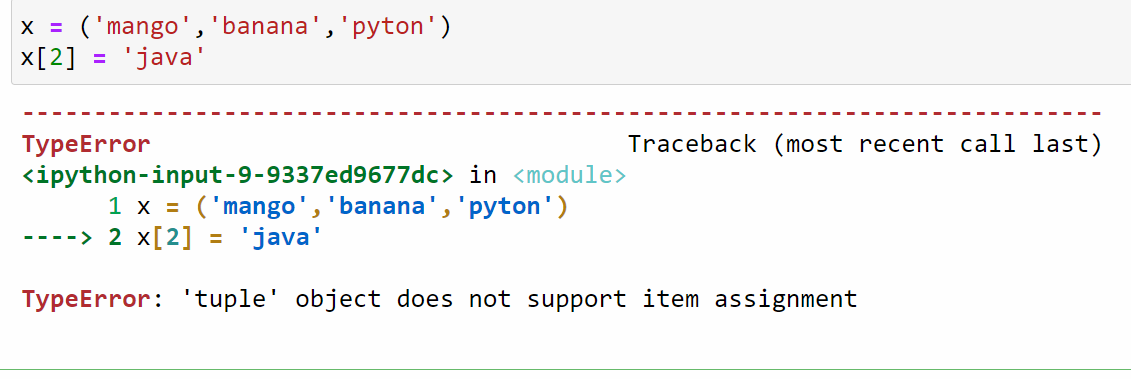 x = ('mango','banana','pyton')
x[2] = 'java'
---------------------------------------------------------------------------
TypeError                                 Traceback (most recent call last)
<ipython-input-9-9337ed9677dc> in <module>
      1 x = ('mango','banana','pyton')
----> 2 x[2] = 'java'
TypeError: 'tuple' object does not support item assignment